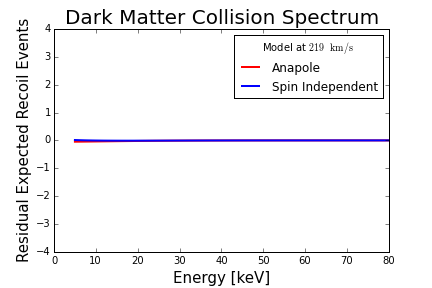 Dark Matter Collision Spectrum
Residual Expected Recoil Events
4
3
2
1
0
−1
−2
−3
−4
Model at 219 km/s
Anapole
Spin Independent
0 10 20 30 40 50 60 70 80
Energy [keV]